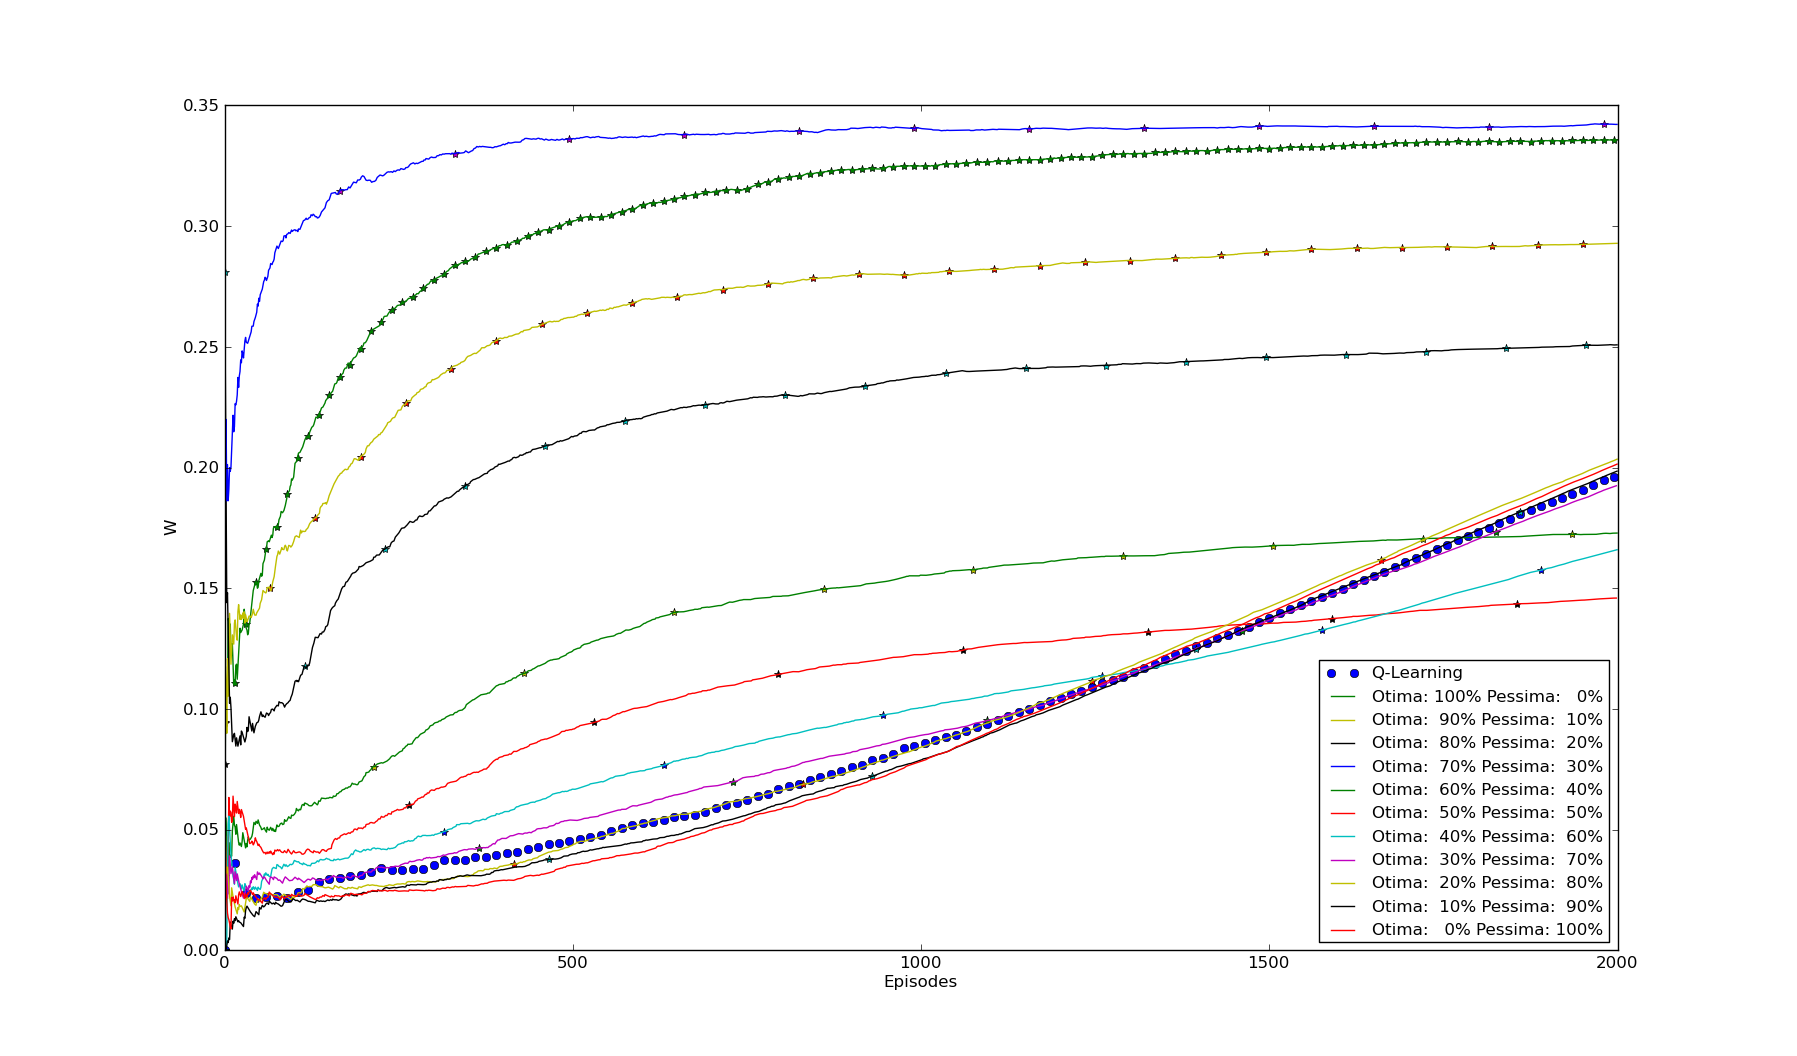 0.35
0.30
0.25
0.20
0.15
0.10
0.05
0.00
W
0
500
1000
1500
2000
Episodes
Q-Learning
Otima: 100% Pessima:   0%
Otima:  90% Pessima:  10%
Otima:  80% Pessima:  20%
Otima:  70% Pessima:  30%
Otima:  60% Pessima:  40%
Otima:  50% Pessima:  50%
Otima:  40% Pessima:  60%
Otima:  30% Pessima:  70%
Otima:  20% Pessima:  80%
Otima:  10% Pessima:  90%
Otima:   0% Pessima: 100%